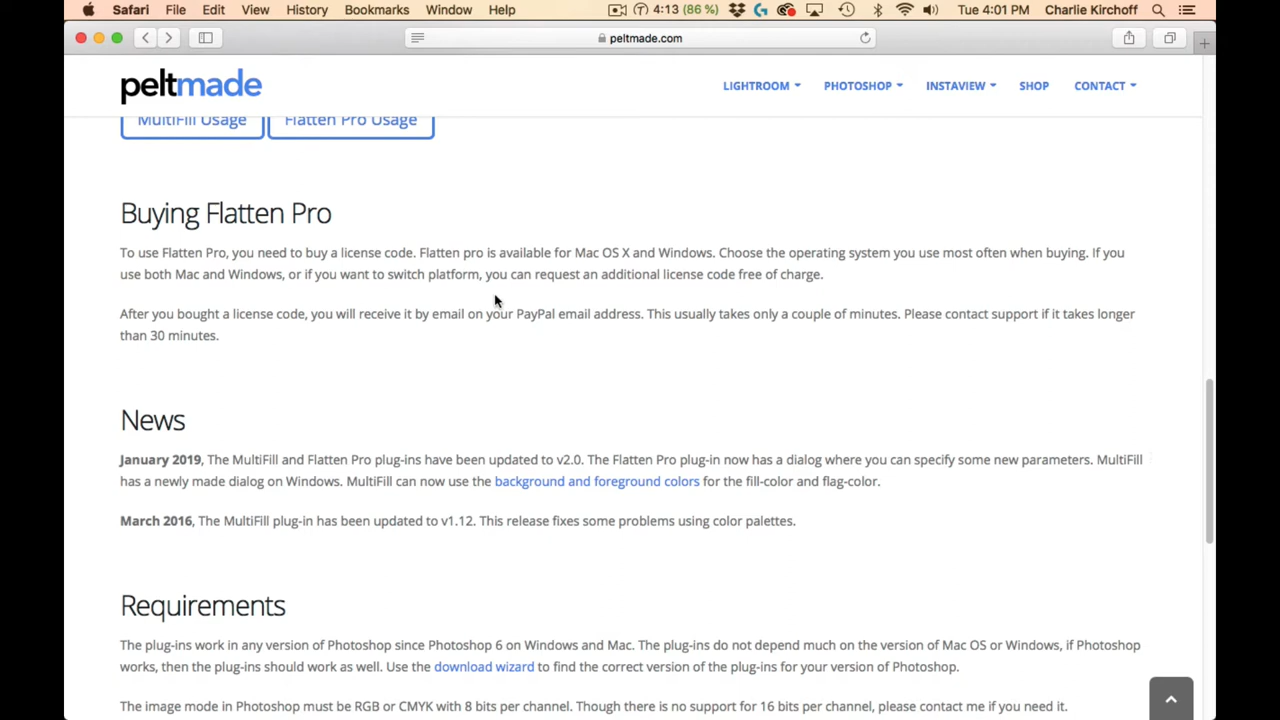 Safari File Edit View History Bookmarks Window Help 4:13 (86 %) Tue 4:01 PM Charlie Kirchoff
peltmade.com
peltmade LIGHTROOM PHOTOSHOP INSTAVIEW SHOP CONTACT
MultiFill Usage Flatten Pro Usage
Buying Flatten Pro
To use Flatten Pro, you need to buy a license code. Flatten pro is available for Mac OS X and Windows. Choose the operating system you use most often when buying. If you
use both Mac and Windows, or if you want to switch platform, you can request an additional license code free of charge.
After you bought a license code, you will receive it by email on your PayPal email address. This usually takes only a couple of minutes. Please contact support if it takes longer
than 30 minutes.
News
January 2019, The MultiFill and Flatten Pro plug-ins have been updated to v2.0. The Flatten Pro plug-in now has a dialog where you can specify some new parameters. MultiFill
has a newly made dialog on Windows. MultiFill can now use the background and foreground colors for the fill-color and flag-color.
March 2016, The MultiFill plug-in has been updated to v1.12. This release fixes some problems using color palettes.
Requirements
The plug-ins work in any version of Photoshop since Photoshop 6 on Windows and Mac. The plug-ins do not depend much on the version of Mac OS or Windows, if Photoshop
works, then the plug-ins should work as well. Use the download wizard to find the correct version of the plug-ins for your version of Photoshop.
The image mode in Photoshop must be RGB or CMYK with 8 bits per channel. Though there is no support for 16 bits per channel, please contact me if you need it.